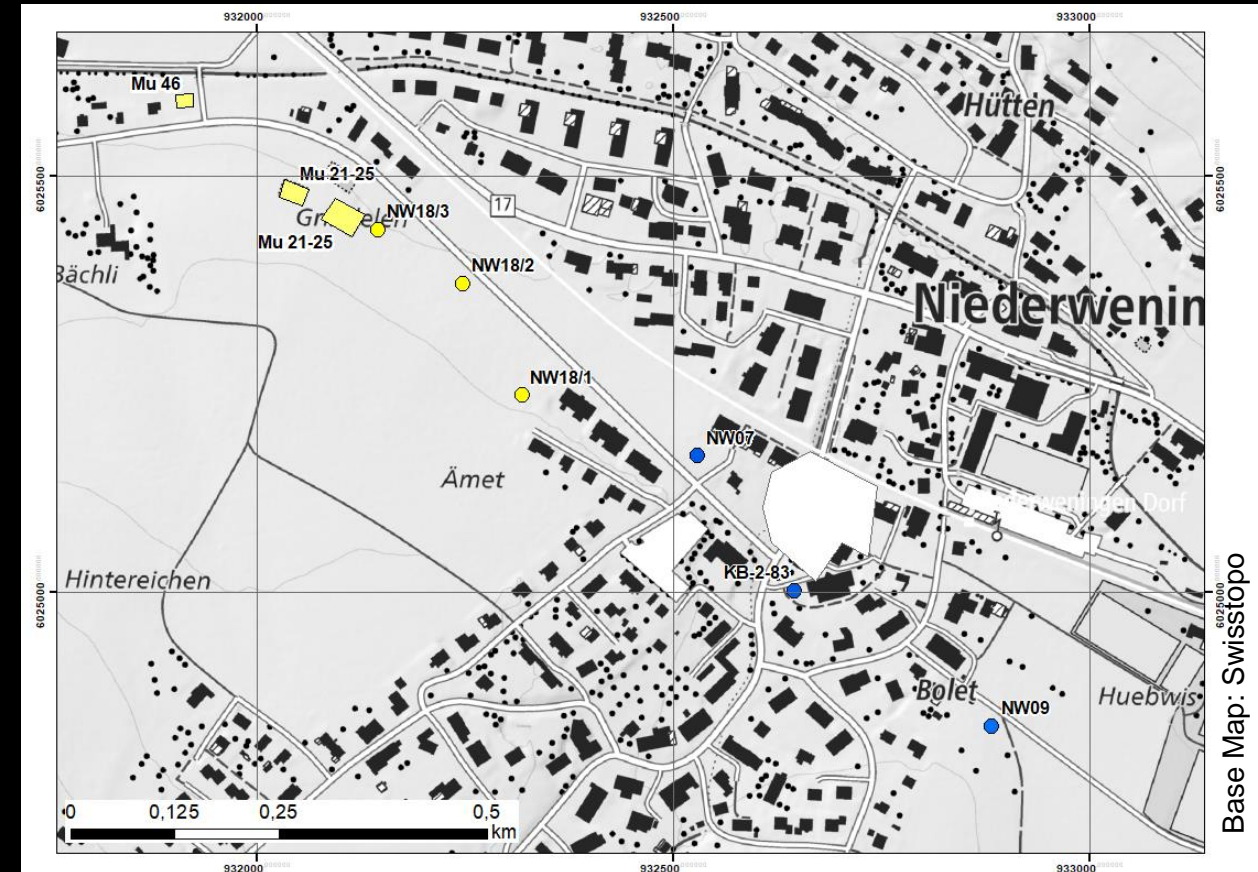 932000
932500
933000
Mu 46
Hütten
6025500
6025500
Mu 21-25
NW18/3
17
Mu 21-25
NW18/2
Bächli
Niederwenin
NW18/1
NW07
Ämet
Niederweningen Dorf
KB-2-83
Hintereichen
6025000
6025000
Bolet
Huebwis
NW09
0 0,125 0,25 0,5
km
Base Map: Swisstopo
932000
932500
933000